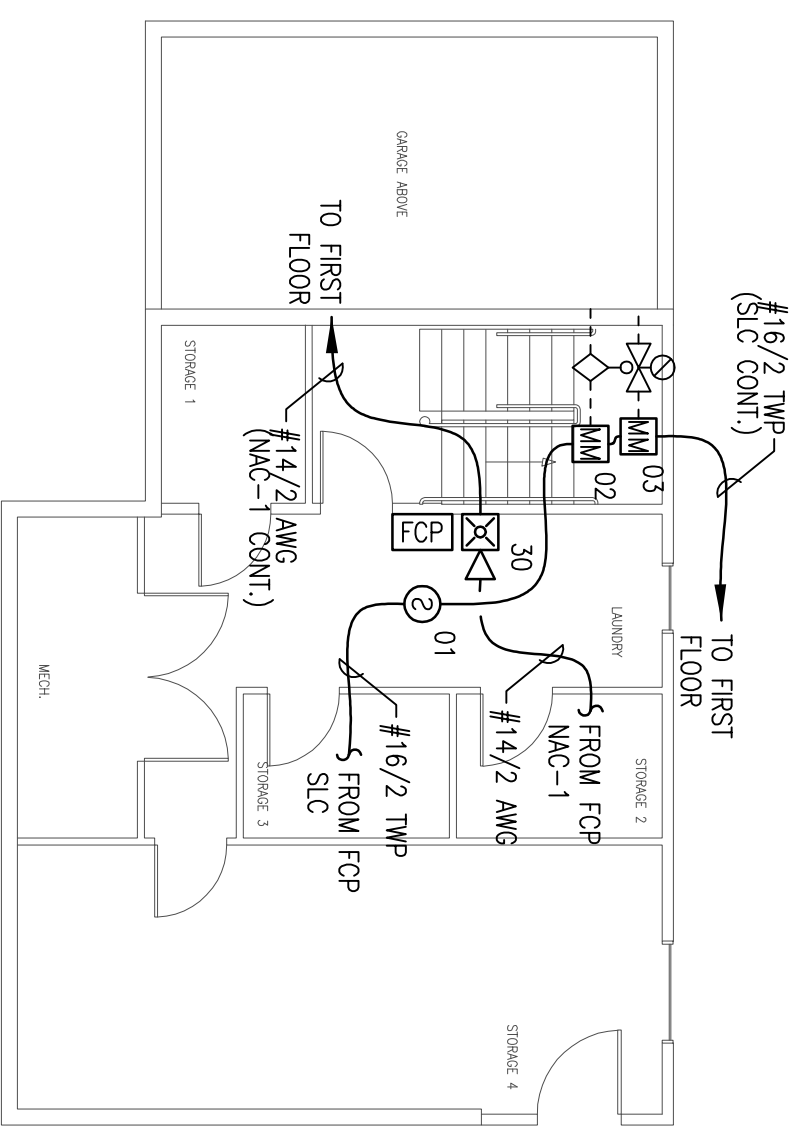 #16/2 TWP
(SLC CONT.)
TO FIRST
FLOOR
GARAGE ABOVE
TO FIRST
FLOOR
#14/2 AWG
(NAC-1 CONT.)
STORAGE 1
MM
03
MM
02
FCP
30
01
LAUNDRY
FROM FCP
NAC-1
#14/2 AWG
STORAGE 2
#16/2 TWP
FROM FCP
SLC
STORAGE 3
MECH.
STORAGE 4